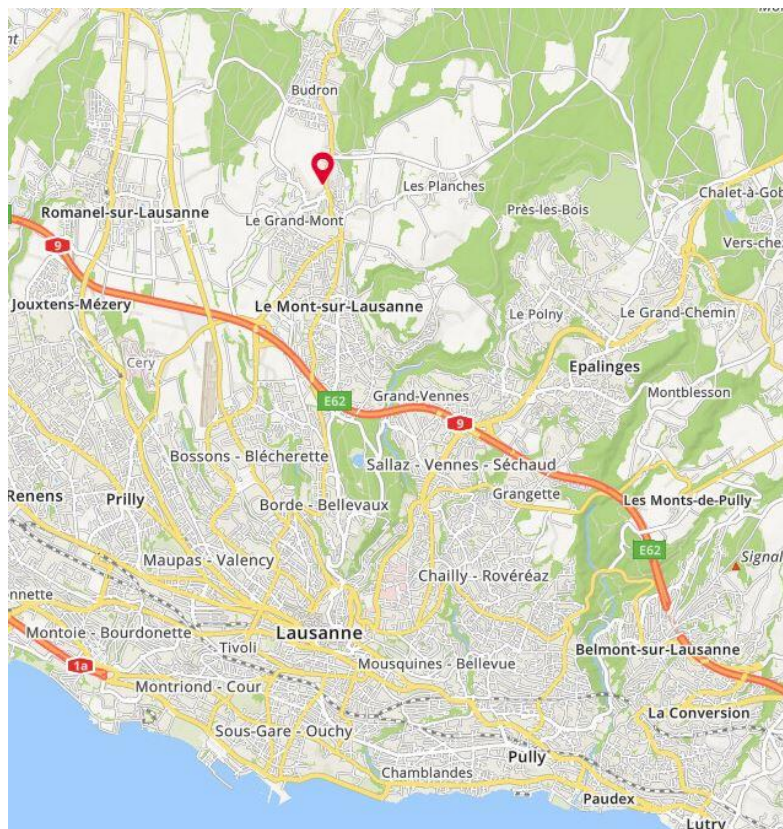 nt
Budron
Les Planches
Romanel-sur-Lausanne
Le Grand-Mont
Près-les-Bois
Chalet-à-Gob
Vers-che
9
Jouxtens-Mézery
Le Mont-sur-Lausanne
Le Polny
Le Grand-Chemin
Cery
Epalinges
Montblesson
E62
Grand-Vennes
9
Bossons - Blécherette
Sallaz - Vennes - Séchaud
Renens
Prilly
Borde - Bellevaux
Grangette
Les Monts-de-Pully
E62
Signal
Maupas - Valency
Chailly - Rovéréaz
onnette
Montoie - Bourdonette
Tivoli
Lausanne
Mousquines - Bellevue
Belmont-sur-Lausanne
1a
Montriond - Cour
La Conversion
Sous-Gare - Ouchy
Pully
Chamblandes
Paudex
Lutry